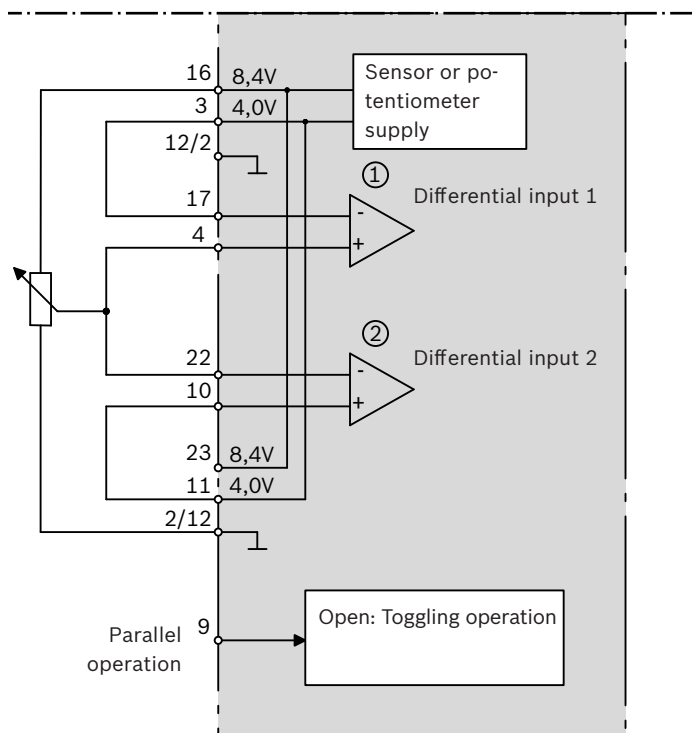 16 8,4V
Sensor or po-
tentiometer
supply
3 4,0V
12/2
1
17 -
Differential input 1
4 +
2
22 -
Differential input 2
10 +
23 8,4V
11 4,0V
2/12
Parallel
operation
9
Open: Toggling operation